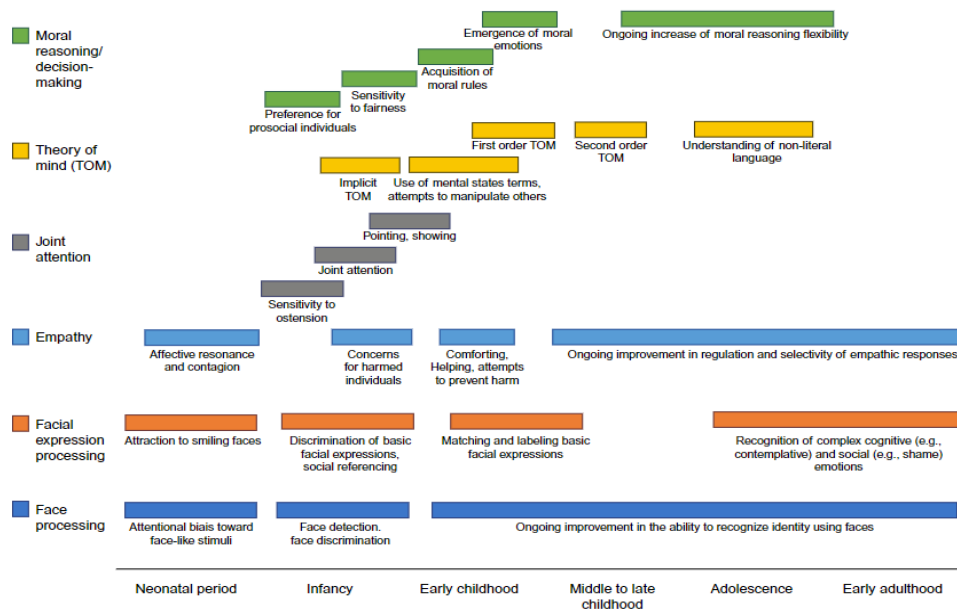 Moral
reasoning/
decision-
making
Emergence of moral
emotions
Ongoing increase of moral reasoning flexibility
Acquisition of
moral rules
Sensitivity
to fairness
Preference for
prosocial individuals
Theory of
mind (TOM)
First order TOM
Second order
TOM
Understanding of non-literal
language
Implicit
TOM
Use of mental states terms,
attempts to manipulate others
Joint
attention
Pointing, showing
Joint attention
Sensitivity to
ostension
Empathy
Affective resonance
and contagion
Concerns
for harmed
individuals
Comforting,
Helping, attempts
to prevent harm
Ongoing improvement in regulation and selectivity of empathic responses
Facial
expression
processing
Attraction to smiling faces
Discrimination of basic
facial expressions,
social referencing
Matching and labeling basic
facial expressions
Recognition of complex cognitive (e.g.,
contemplative) and social (e.g., shame)
emotions
Face
processing
Attentional biais toward
face-like stimuli
Face detection.
face discrimination
Ongoing improvement in the ability to recognize identity using faces
Neonatal period
Infancy
Early childhood
Middle to late
childhood
Adolescence
Early adulthood